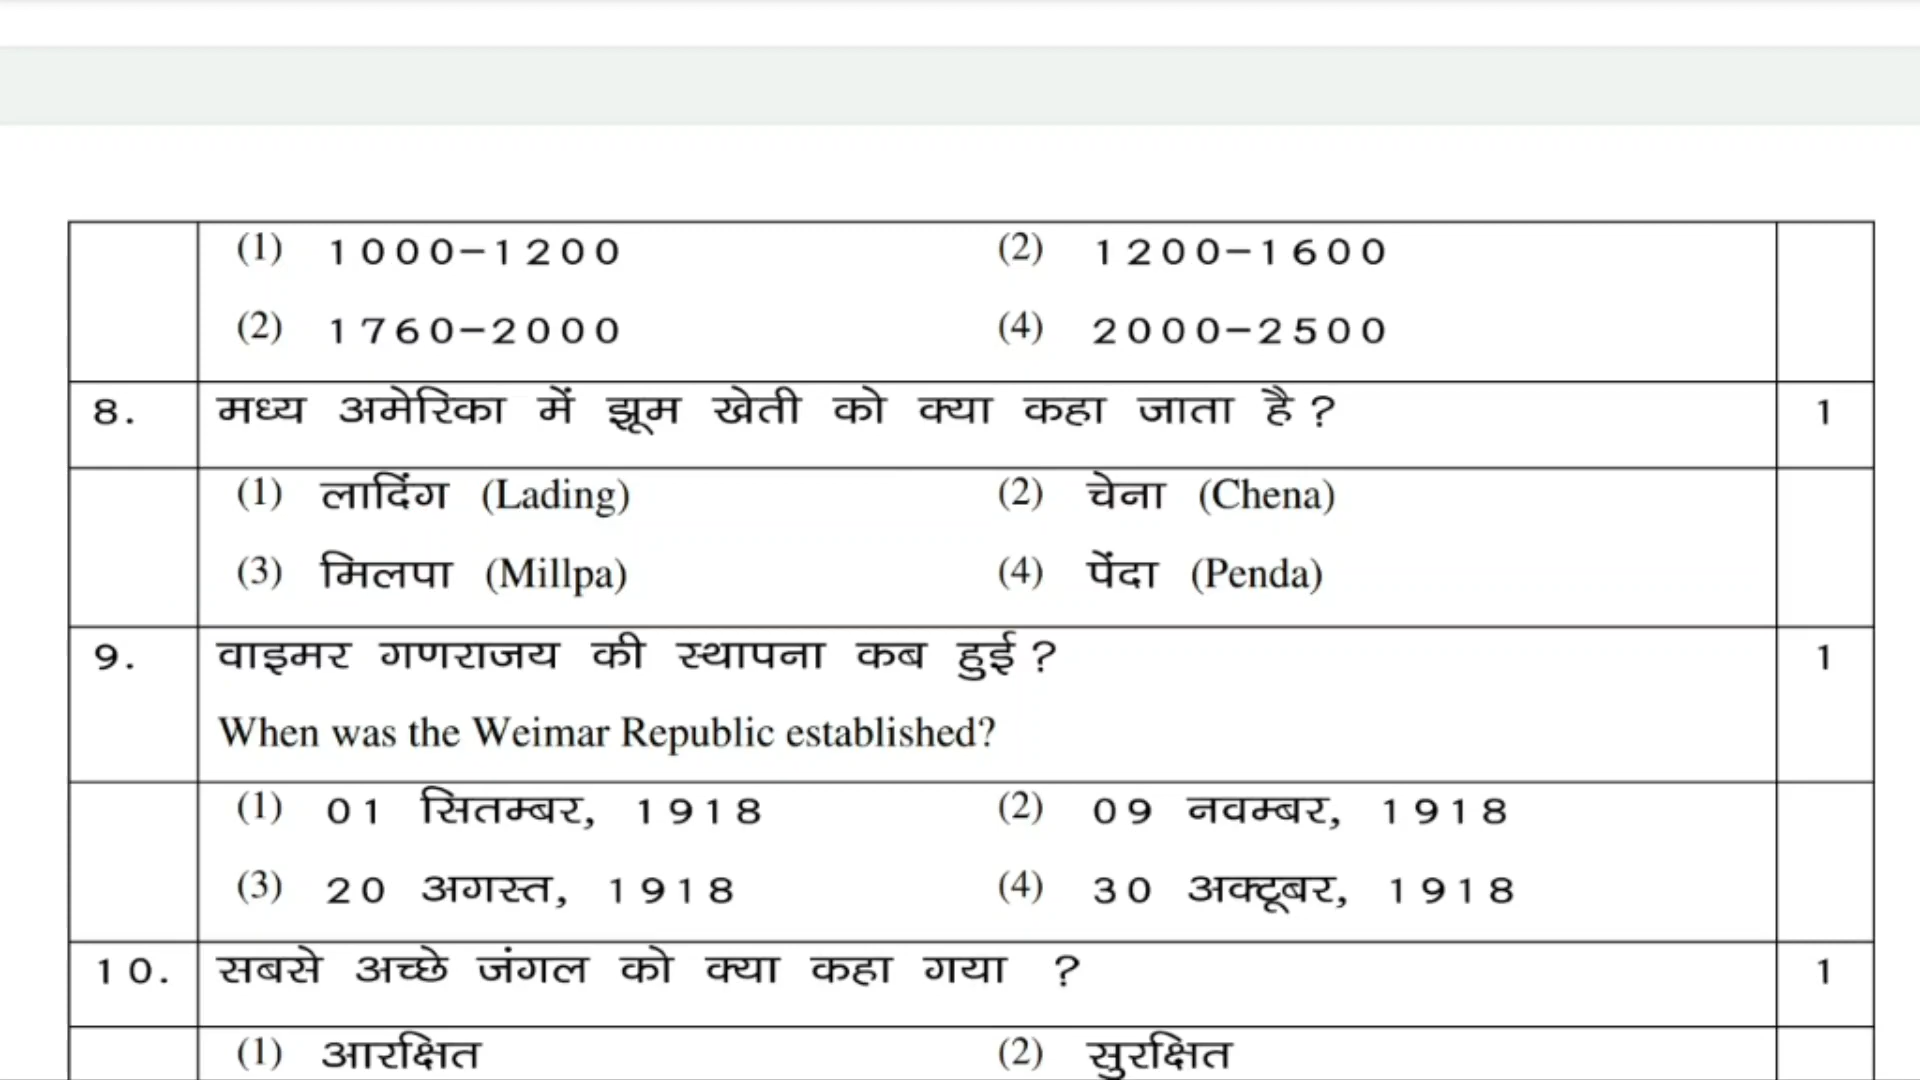 (1) 1000–1200 (2) 1200–1600
(2) 1760–2000 (4) 2000–2500
8. मध्य अमेरिका में झूम खेती को क्या कहा जाता है? 1
(1) लादिंग (Lading) (2) चेना (Chena)
(3) मिलपा (Millpa) (4) पेंदा (Penda)
9. वाइमर गणराजय की स्थापना कब हुई? 1
When was the Weimar Republic established?
(1) 01 सितम्बर, 1918 (2) 09 नवम्बर, 1918
(3) 20 अगस्त, 1918 (4) 30 अक्टूबर, 1918
10. सबसे अच्छे जंगल को क्या कहा गया ? 1
(1) आरक्षित (2) सुरक्षित